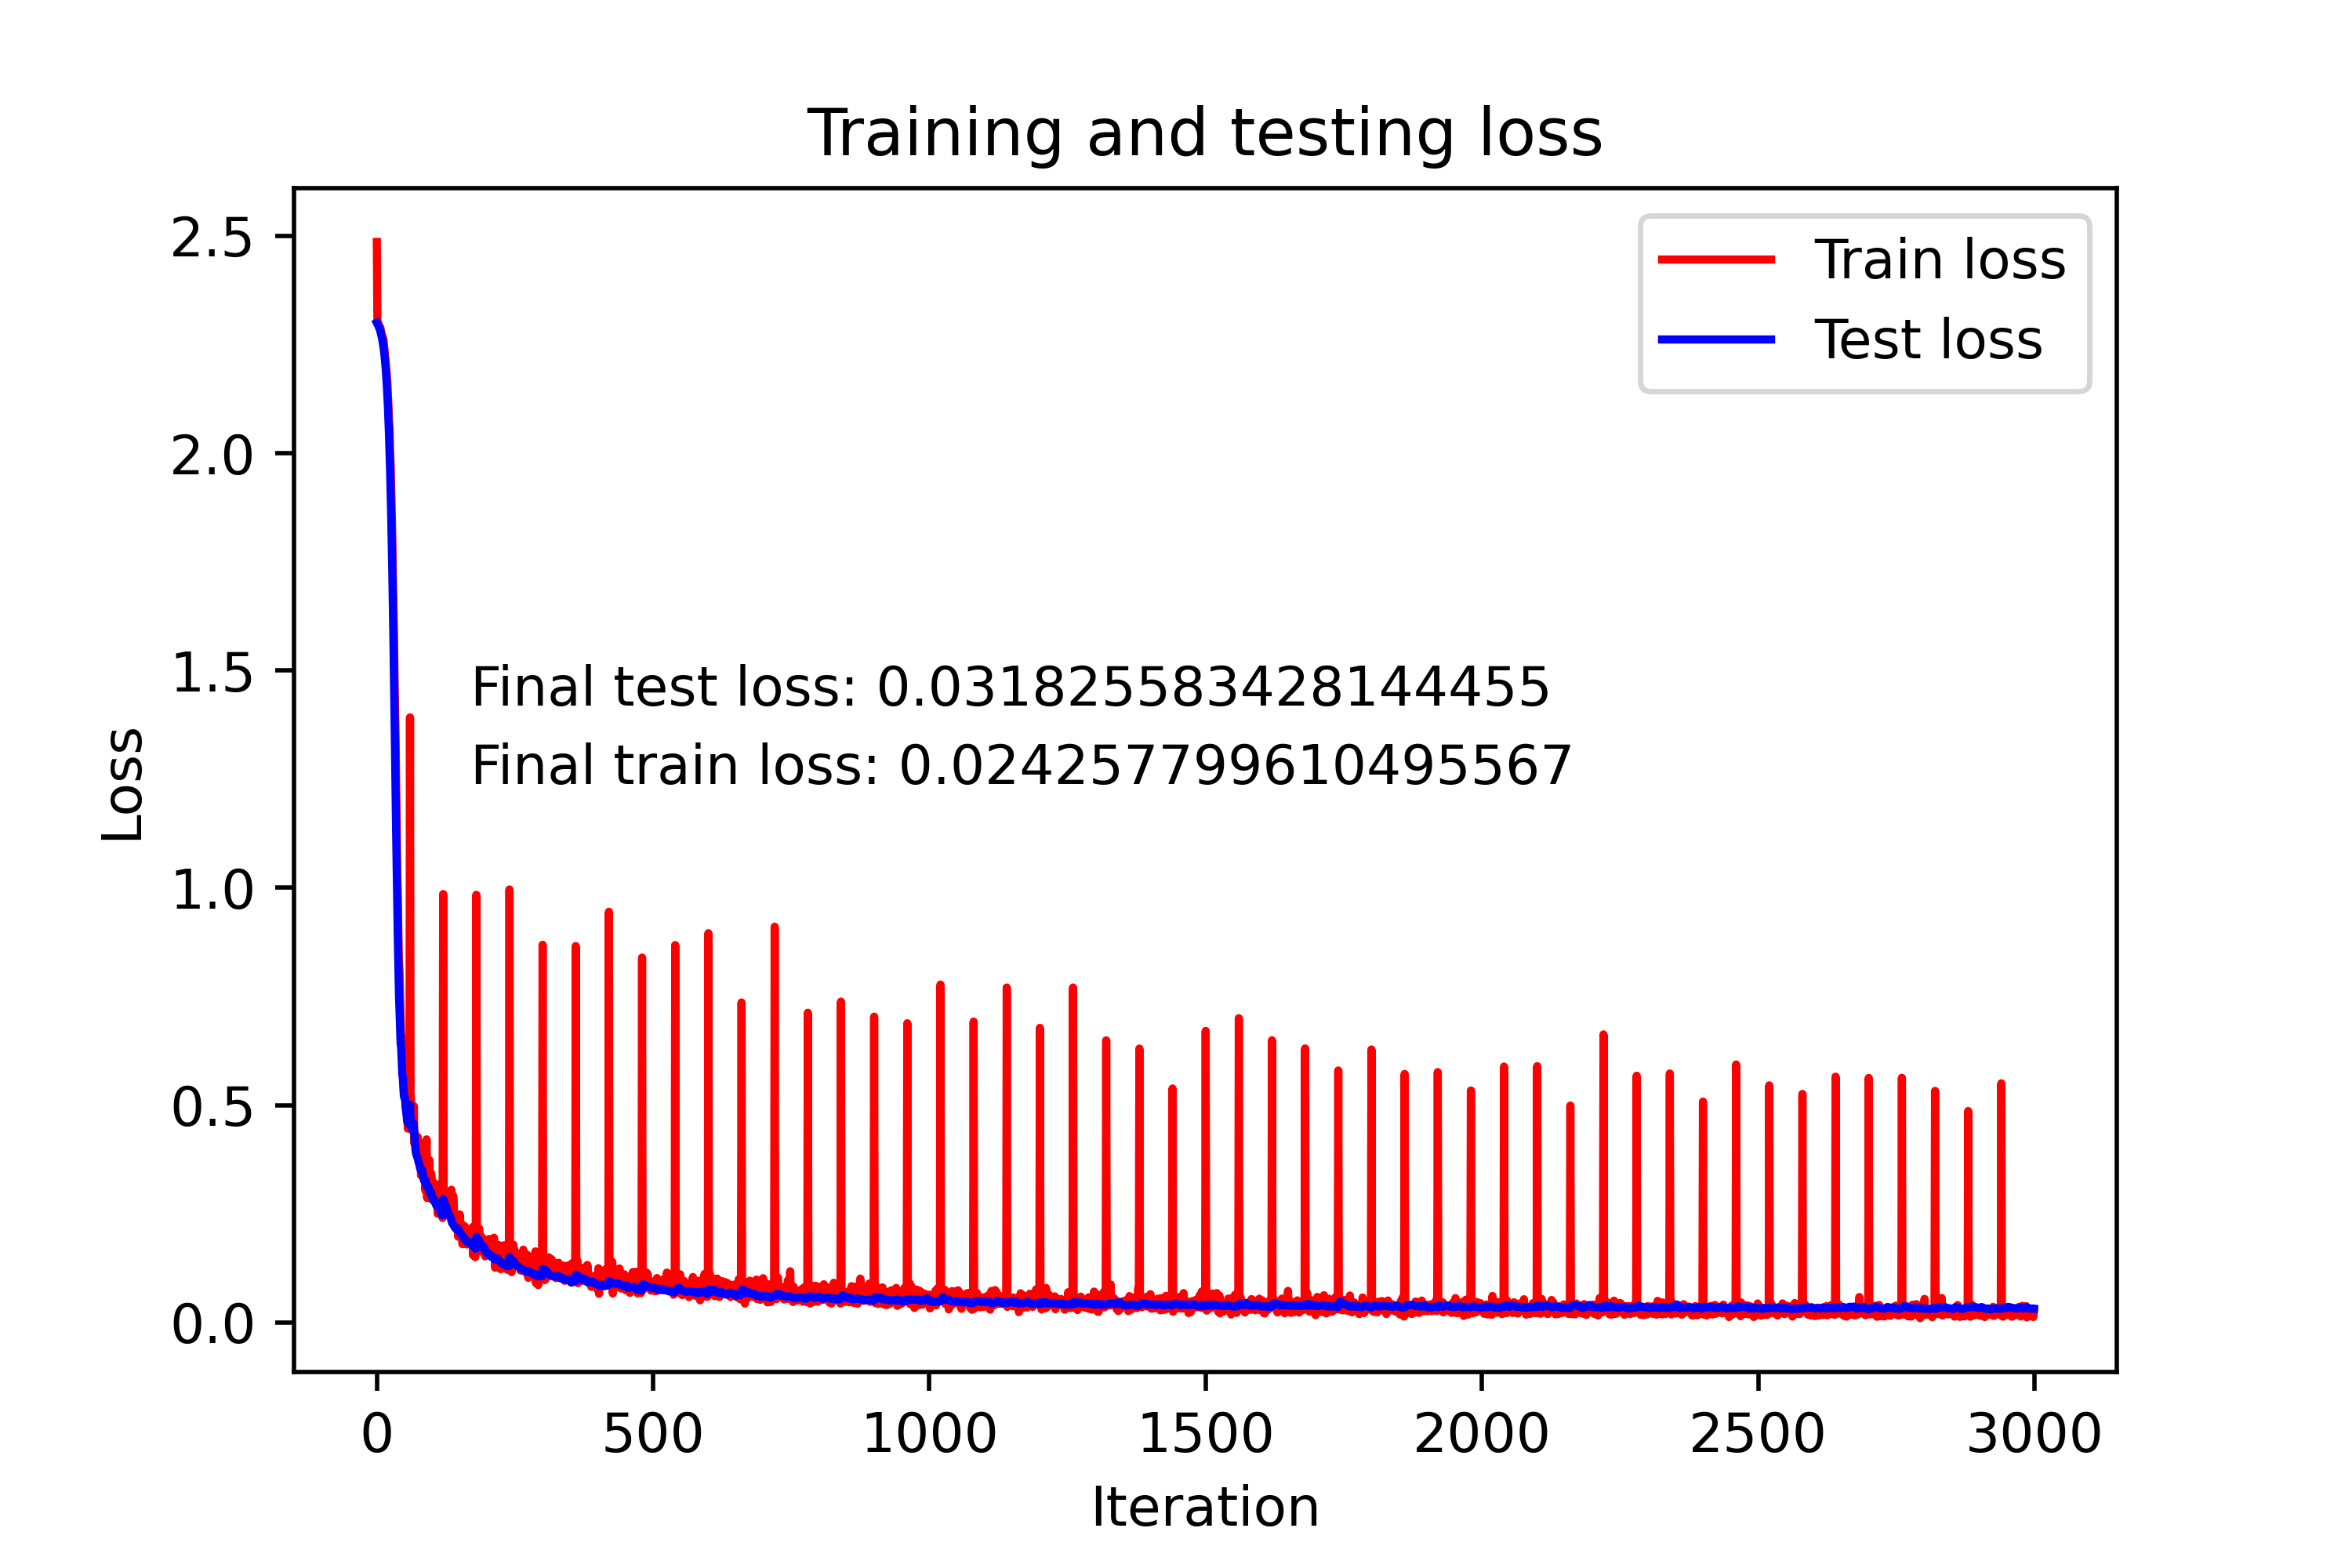 Training and testing loss
2.5
2.0
1.5
1.0
0.5
0.0
Loss
Train loss
Test loss
Final test loss: 0.031825583428144455
Final train loss: 0.024257799610495567
0 500 1000 1500 2000 2500 3000
Iteration